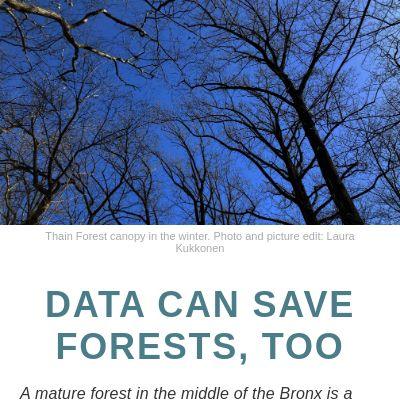 Thain Forest canopy in the winter. Photo and picture edit: Laura
Kukkonen
DATA CAN SAVE
FORESTS, TOO
A mature forest in the middle of the Bronx is a